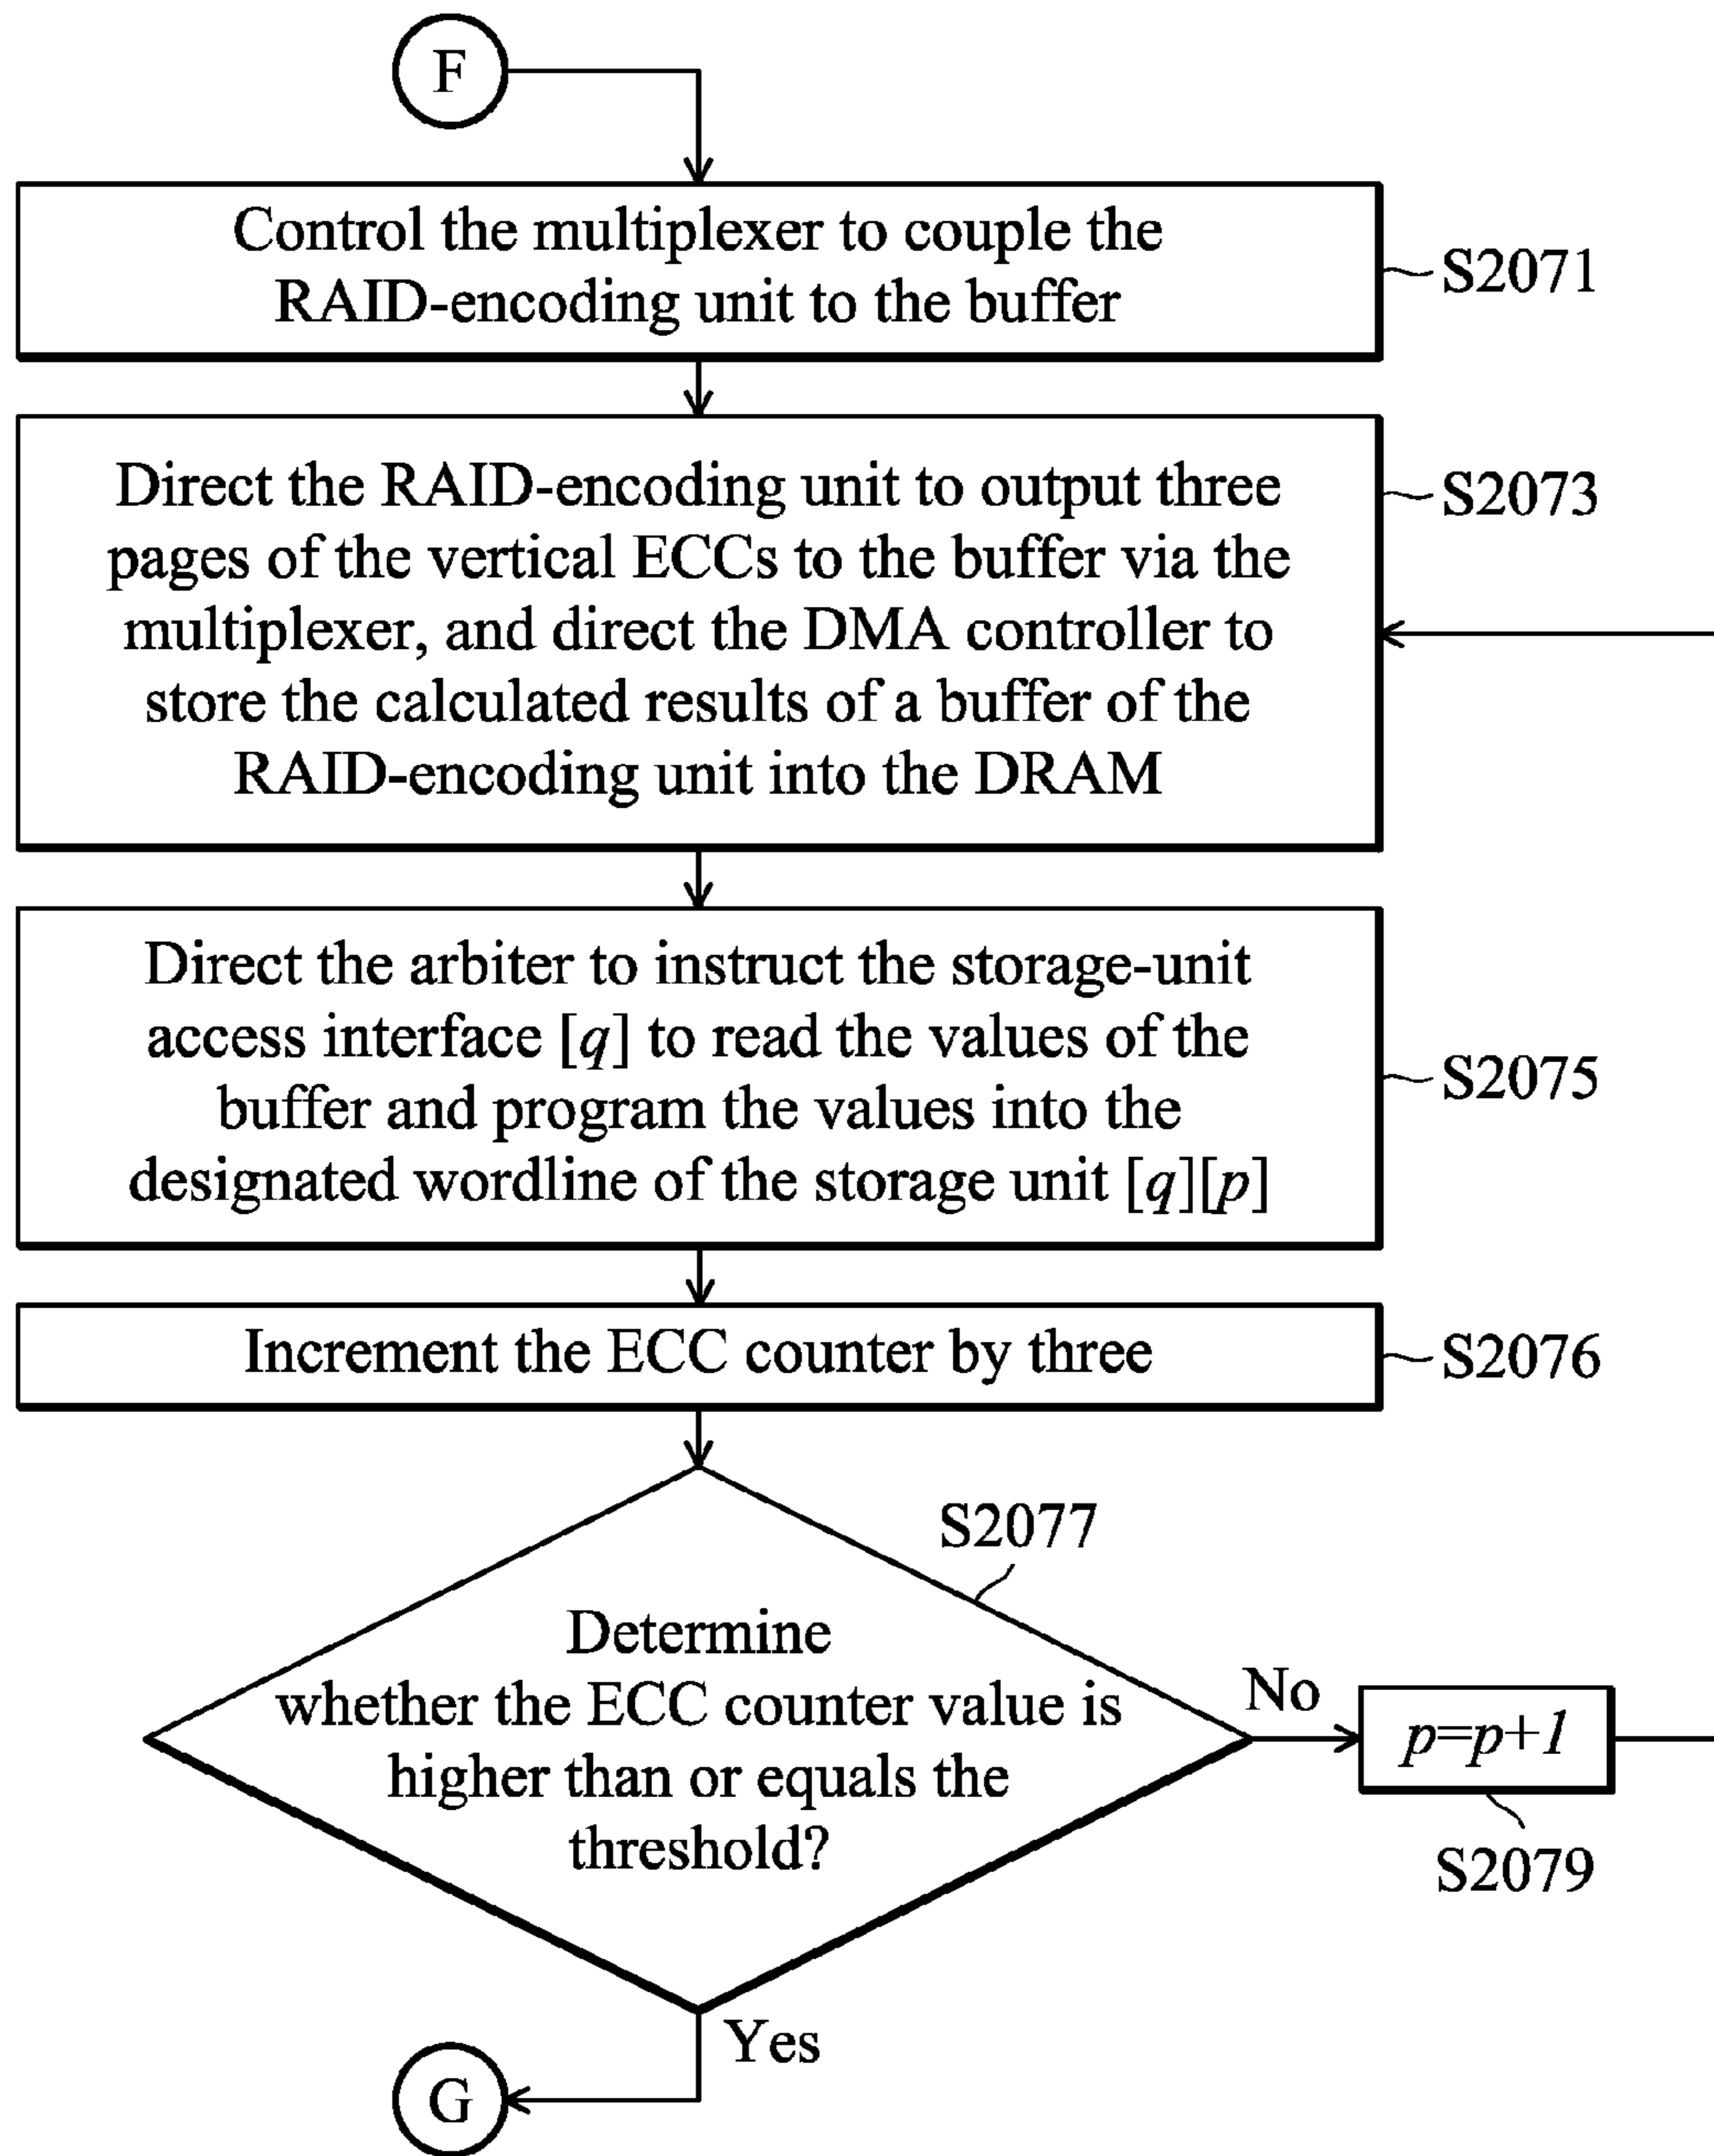 F
Control the multiplexer to couple the
RAID-encoding unit to the buffer
S2071
Direct the RAID-encoding unit to output three
pages of the vertical ECCs to the buffer via the
multiplexer, and direct the DMA controller to
store the calculated results of a buffer of the
RAID-encoding unit into the DRAM
S2073
Direct the arbiter to instruct the storage-unit
access interface [q] to read the values of the
buffer and program the values into the
designated wordline of the storage unit [q][p]
S2075
Increment the ECC counter by three
S2076
S2077
Determine
whether the ECC counter value is
higher than or equals the
threshold?
No
p=p+1
S2079
Yes
G